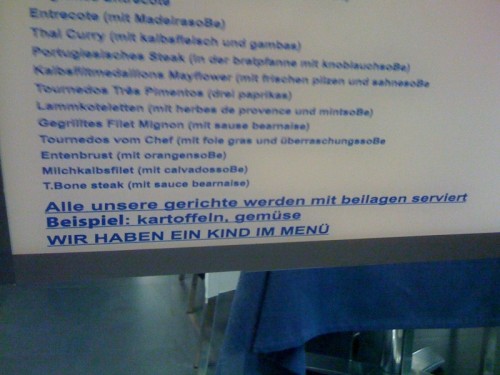 Entrecote
Entrecote (mit MadeirasoBe)
Thai Curry (mit kalbsfleisch und gambas)
Portugiesisches Steak (in der bratpfanne mit knoblauchsoBe)
Kalbsfiltmedaillons Mayflower (mit frischen pilzen und sahnesoBe
Tournedos Três Pimentos (drei paprikas)
Lammkoteletten (mit herbes de provence und mintsoBe)
Gegrilltes Filet Mignon (mit sause bearnaise)
Tournedos vom Chef (mit foie gras und überraschungssoBe
Entenbrust (mit orangensoBe)
Milchkalbsfilet (mit calvadossoBe)
T.Bone steak (mit sauce bearnaise)
Alle unsere gerichte werden mit beilagen serviert
Beispiel: kartoffeln, gemüse
WIR HABEN EIN KIND IM MENÜ